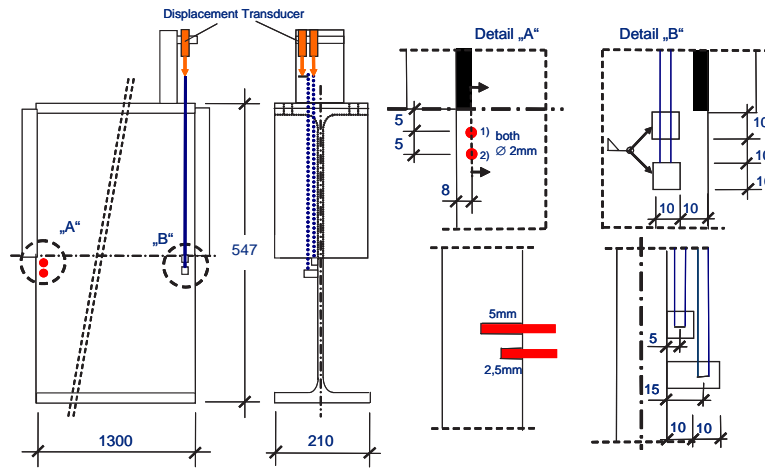 Displacement Transducer
Detail „A“
Detail „B“
5
5
1)
2)
both
Ø 2mm
8
10
10
10
10
10
„A“
„B“
547
5mm
2,5mm
5
15
10
10
1300
210